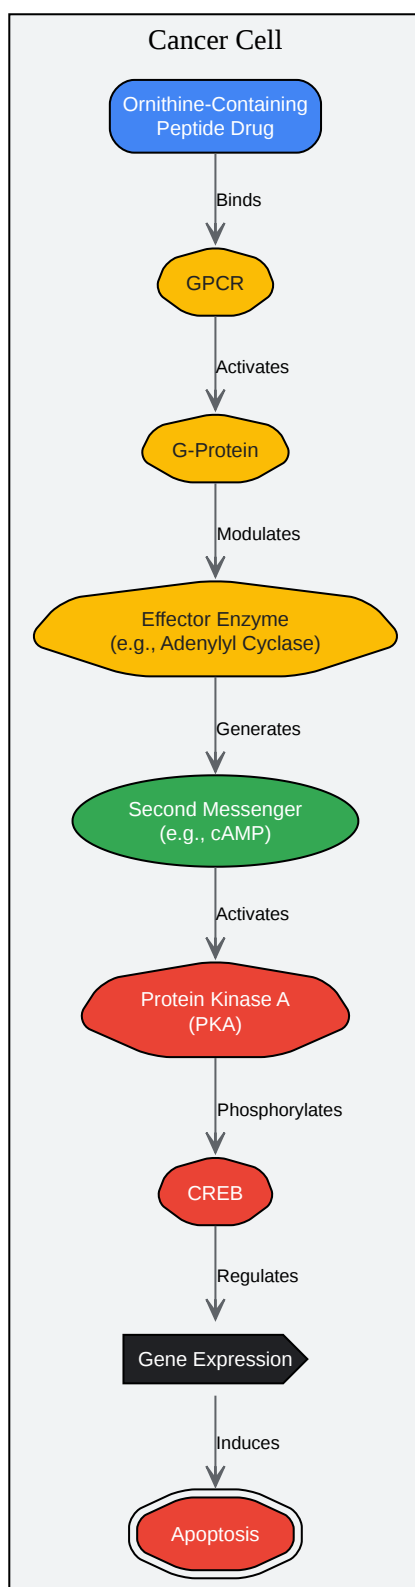 Cancer Cell
Ornithine-Containing
Peptide Drug
Binds
GPCR
Activates
G-Protein
Modulates
Effector Enzyme
(e.g., Adenylyl Cyclase)
Generates
Second Messenger
(e.g., cAMP)
Activates
Protein Kinase A
(PKA)
Phosphorylates
CREB
Regulates
Gene Expression
Induces
Apoptosis